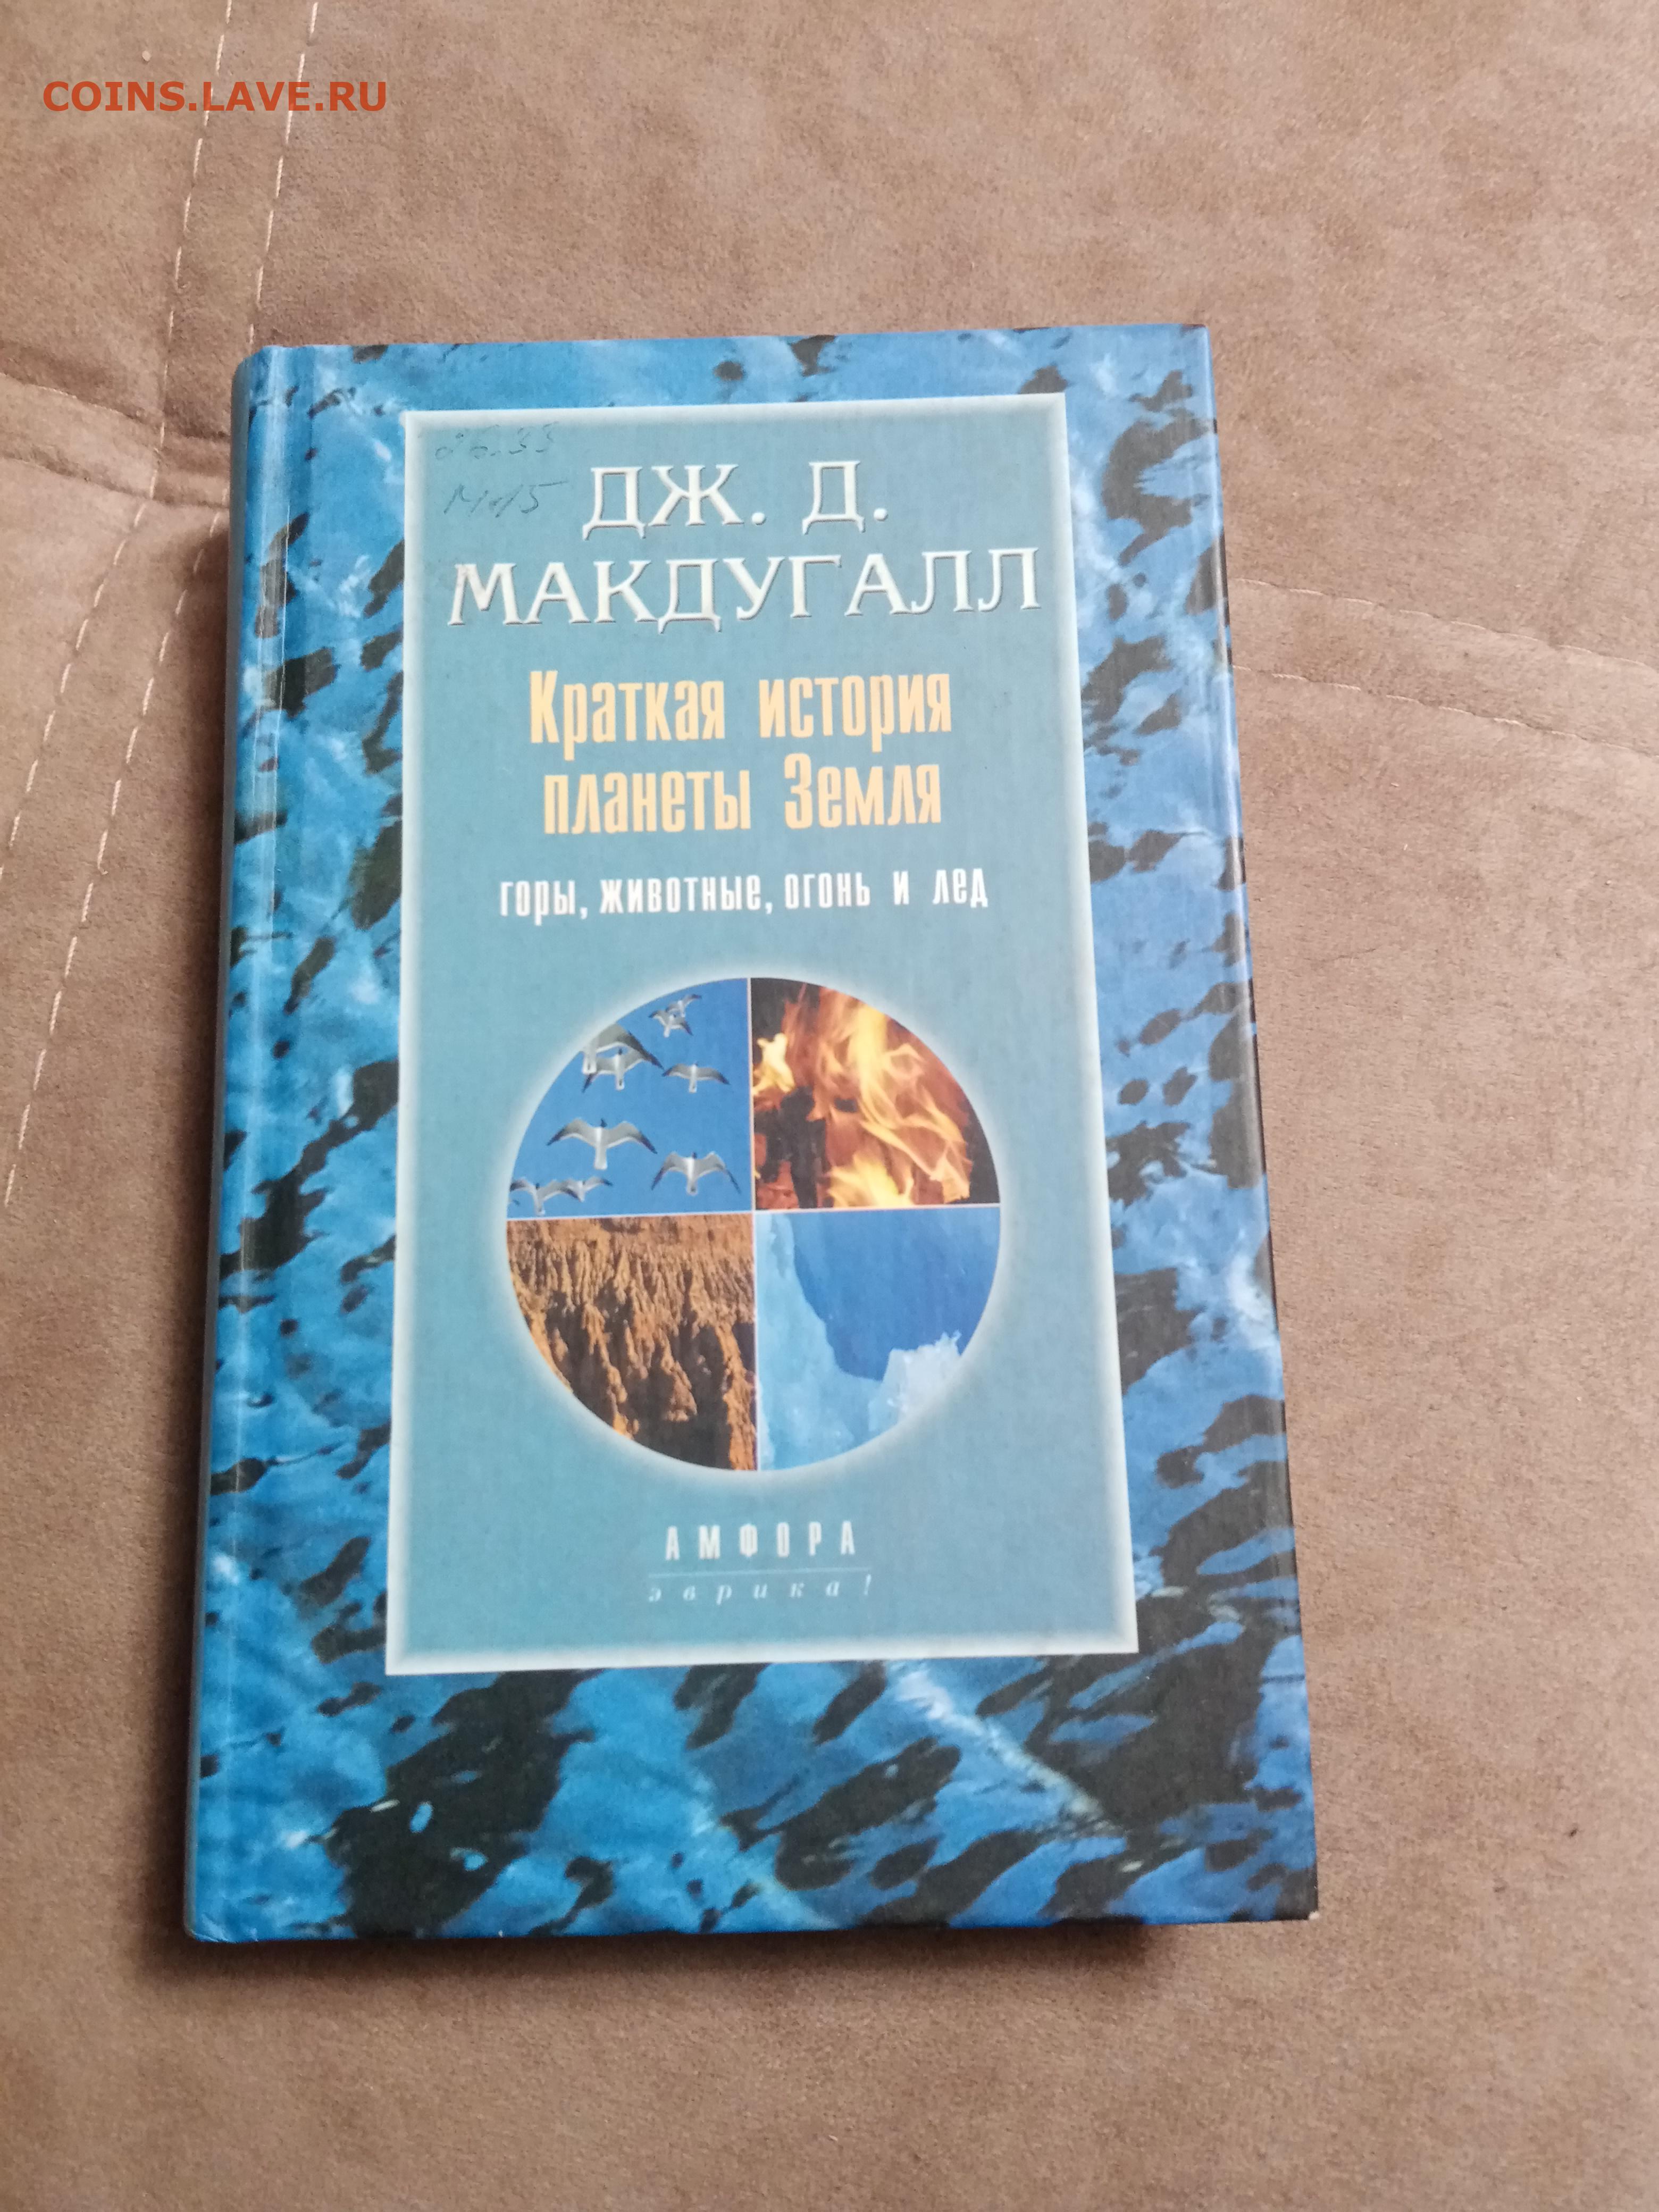 COINS.LAVE.RU
ДЖ. Д.
МАКДУГАЛЛ
Краткая история
планеты Земля
горы, животные, огонь и лед
АМФОРА
эврика!